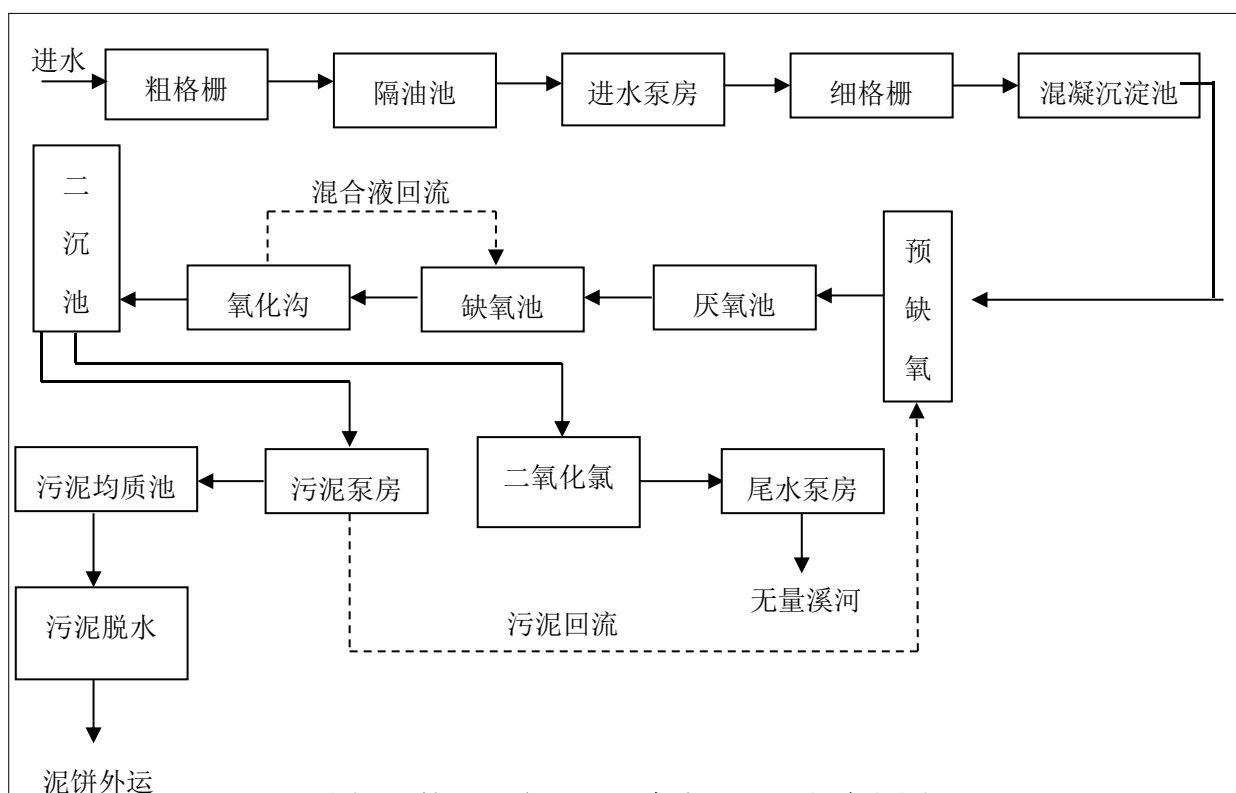 进水
粗格栅
隔油池
进水泵房
细格栅
混凝沉淀池
二沉池
混合液回流
氧化沟
缺氧池
厌氧池
预缺氧
污泥均质池
污泥泵房
二氧化氯
尾水泵房
无量溪河
污泥脱水
污泥回流
泥饼外运